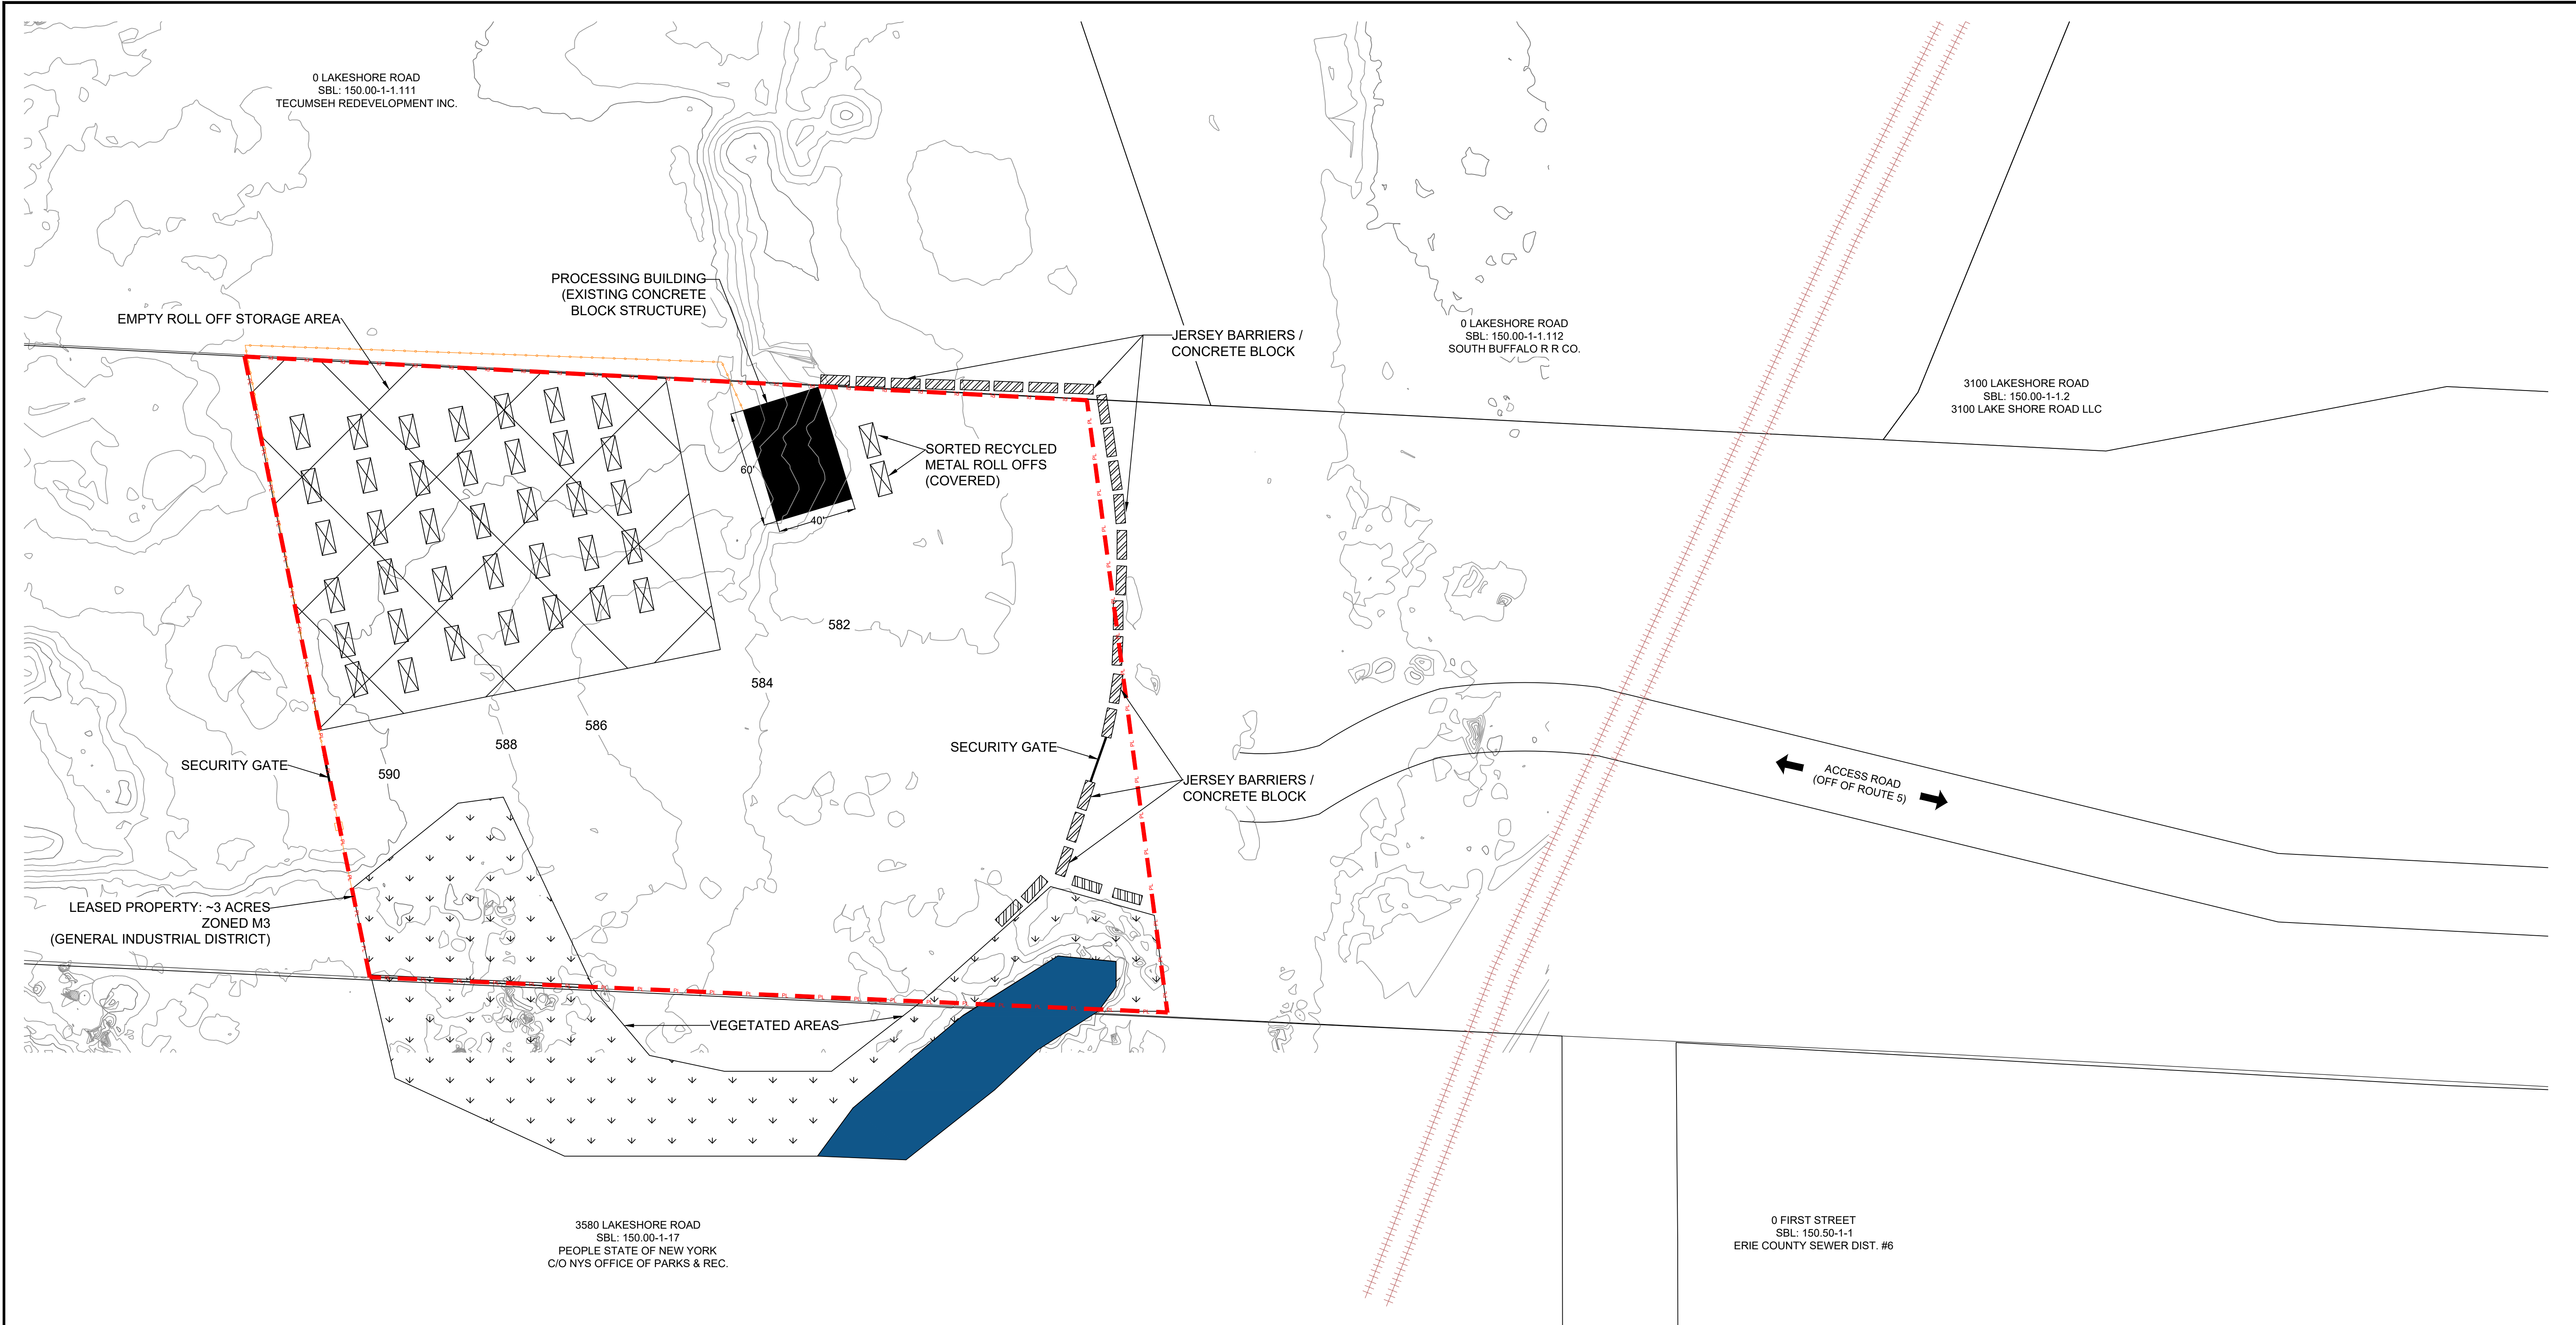 0 LAKESHORE ROAD
SBL: 150.00-1-1.111
TECUMSEH REDEVELOPMENT INC.
PROCESSING BUILDING
(EXISTING CONCRETE
BLOCK STRUCTURE)
EMPTY ROLL OFF STORAGE AREA
JERSEY BARRIERS /
CONCRETE BLOCK
0 LAKESHORE ROAD
SBL: 150.00-1-1.112
SOUTH BUFFALO R R CO.
3100 LAKESHORE ROAD
SBL: 150.00-1-1.2
3100 LAKE SHORE ROAD LLC
SORTED RECYCLED
METAL ROLL OFFS
(COVERED)
60'
40'
582
584
586
588
590
SECURITY GATE
SECURITY GATE
JERSEY BARRIERS /
CONCRETE BLOCK
ACCESS ROAD
(OFF OF ROUTE 5)
LEASED PROPERTY: ~3 ACRES
ZONED M3
(GENERAL INDUSTRIAL DISTRICT)
VEGETATED AREAS
3580 LAKESHORE ROAD
SBL: 150.00-1-17
PEOPLE STATE OF NEW YORK
C/O NYS OFFICE OF PARKS & REC.
0 FIRST STREET
SBL: 150.50-1-1
ERIE COUNTY SEWER DIST. #6